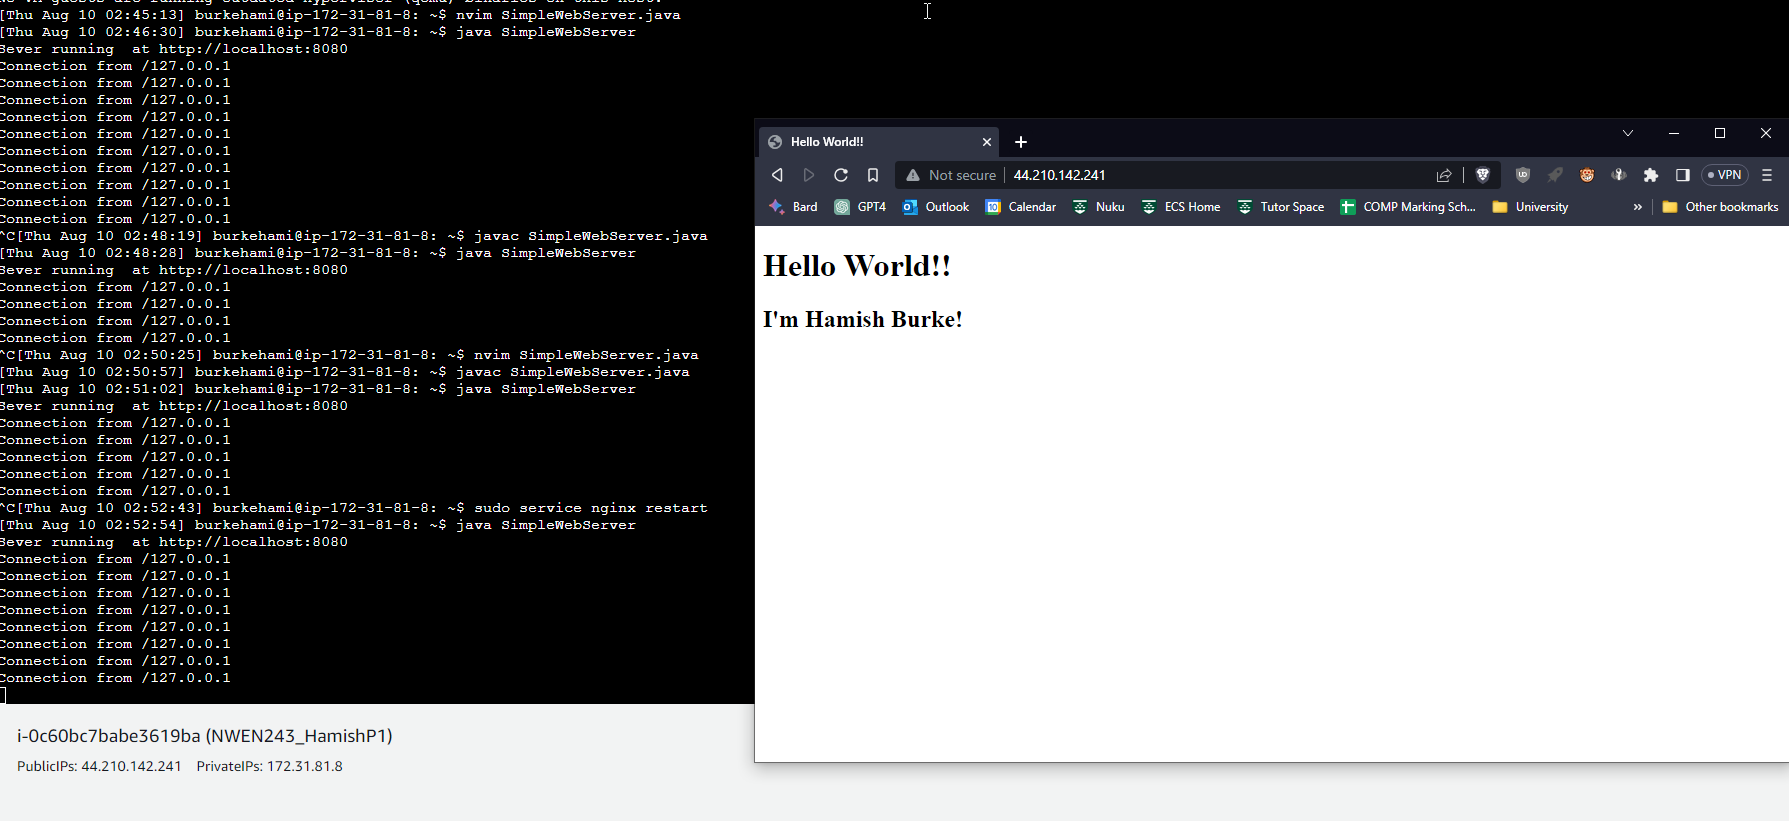 [Thu Aug 10 02:45:13] burkehami@ip-172-31-81-8: ~$ nvim SimpleWebServer.java
[Thu Aug 10 02:46:30] burkehami@ip-172-31-81-8: ~$ java SimpleWebServer
Sever running  at http://localhost:8080
Connection from /127.0.0.1
Connection from /127.0.0.1
Connection from /127.0.0.1
Connection from /127.0.0.1
Connection from /127.0.0.1
Connection from /127.0.0.1
Connection from /127.0.0.1
Connection from /127.0.0.1
Connection from /127.0.0.1
Connection from /127.0.0.1
^C[Thu Aug 10 02:48:19] burkehami@ip-172-31-81-8: ~$ javac SimpleWebServer.java
[Thu Aug 10 02:48:28] burkehami@ip-172-31-81-8: ~$ java SimpleWebServer
Sever running  at http://localhost:8080
Connection from /127.0.0.1
Connection from /127.0.0.1
Connection from /127.0.0.1
Connection from /127.0.0.1
^C[Thu Aug 10 02:50:25] burkehami@ip-172-31-81-8: ~$ nvim SimpleWebServer.java
[Thu Aug 10 02:50:57] burkehami@ip-172-31-81-8: ~$ javac SimpleWebServer.java
[Thu Aug 10 02:51:02] burkehami@ip-172-31-81-8: ~$ java SimpleWebServer
Sever running  at http://localhost:8080
Connection from /127.0.0.1
Connection from /127.0.0.1
Connection from /127.0.0.1
Connection from /127.0.0.1
Connection from /127.0.0.1
^C[Thu Aug 10 02:52:43] burkehami@ip-172-31-81-8: ~$ sudo service nginx restart
[Thu Aug 10 02:52:54] burkehami@ip-172-31-81-8: ~$ java SimpleWebServer
Sever running  at http://localhost:8080
Connection from /127.0.0.1
Connection from /127.0.0.1
Connection from /127.0.0.1
Connection from /127.0.0.1
Connection from /127.0.0.1
Connection from /127.0.0.1
Connection from /127.0.0.1
Connection from /127.0.0.1
i-0c60bc7babe3619ba (NWEN243_HamishP1)
PublicIPs: 44.210.142.241 PrivateIPs: 172.31.81.8
Hello World!!
Not secure 44.210.142.241 VPN
Bard GPT4 Outlook 10 Calendar Nuku ECS Home Tutor Space COMP Marking Sch... University » Other bookmarks
Hello World!!
I'm Hamish Burke!